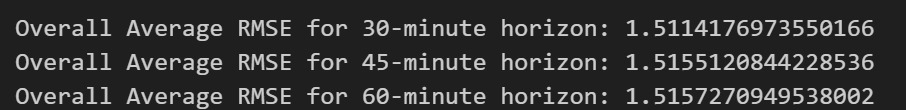 Overall Average RMSE for 30-minute horizon: 1.5114176973550166
Overall Average RMSE for 45-minute horizon: 1.5155120844228536
Overall Average RMSE for 60-minute horizon: 1.5157270949538002